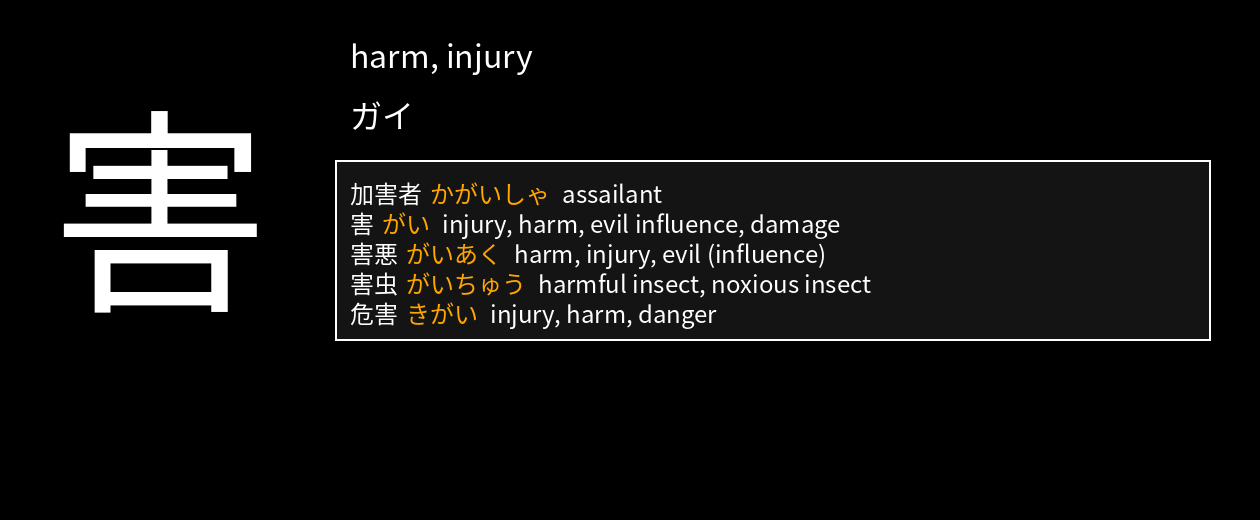 害
harm, injury
ガイ
加害者 かがいしゃ assailant
害 がい injury, harm, evil influence, damage
害悪 がいあく harm, injury, evil (influence)
害虫 がいちゅう harmful insect, noxious insect
危害 きがい injury, harm, danger